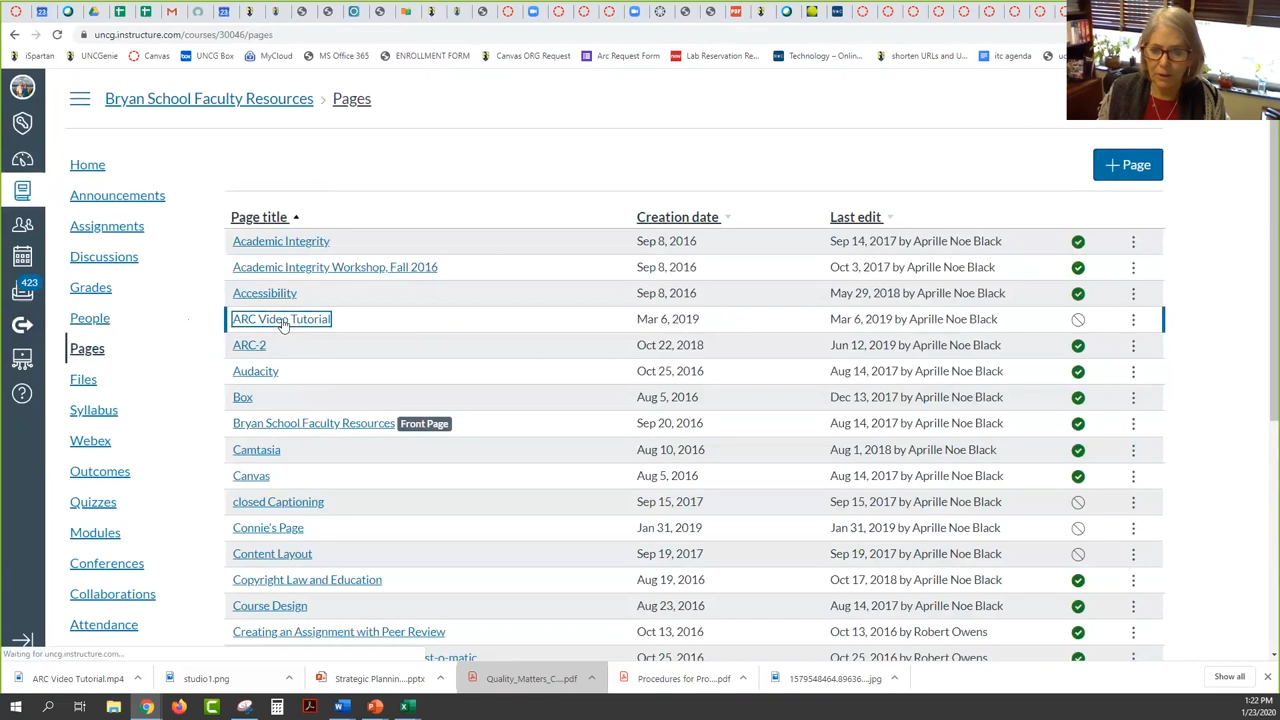 uncg.instructure.com/courses/30046/pages
iSpartan UNCGenie Canvas UNCG Box MyCloud MS Office 365 ENROLLMENT FORM Canvas ORG Request Arc Request Form Lab Reservation Re... Technology – Onlin... shorten URLs and U... itc agenda
Bryan School Faculty Resources > Pages
+ Page
Home
Announcements
Assignments
Discussions
Grades
People
Pages
Files
Syllabus
Webex
Outcomes
Quizzes
Modules
Conferences
Collaborations
Attendance
423
Page title Creation date Last edit
Academic Integrity Sep 8, 2016 Sep 14, 2017 by Aprille Noe Black
Academic Integrity Workshop, Fall 2016 Sep 8, 2016 Oct 3, 2017 by Aprille Noe Black
Accessibility Sep 8, 2016 May 29, 2018 by Aprille Noe Black
ARC Video Tutorial Mar 6, 2019 Mar 6, 2019 by Aprille Noe Black
ARC-2 Oct 22, 2018 Jun 12, 2019 by Aprille Noe Black
Audacity Oct 25, 2016 Aug 14, 2017 by Aprille Noe Black
Box Aug 5, 2016 Dec 13, 2017 by Aprille Noe Black
Bryan School Faculty Resources Front Page Sep 20, 2016 Aug 14, 2017 by Aprille Noe Black
Camtasia Aug 10, 2016 Aug 1, 2018 by Aprille Noe Black
Canvas Aug 5, 2016 Aug 14, 2017 by Aprille Noe Black
closed Captioning Sep 15, 2017 Sep 15, 2017 by Aprille Noe Black
Connie's Page Jan 31, 2019 Jan 31, 2019 by Aprille Noe Black
Content Layout Sep 19, 2017 Sep 19, 2017 by Aprille Noe Black
Copyright Law and Education Aug 19, 2016 Oct 17, 2018 by Aprille Noe Black
Course Design Aug 23, 2016 Aug 14, 2017 by Aprille Noe Black
Creating an Assignment with Peer Review Oct 13, 2016 Oct 13, 2016 by Robert Owens
st-o-matic Oct 25, 2016 by Aprille Noe Black
Waiting for uncg.instructure.com...
ARC Video Tutorial.mp4 studio1.png Strategic Plannin....pptx Quality_Matters_C....pdf Procedures for Pro....pdf 1579548464.89636....jpg Show all
1:22 PM
1/23/2020